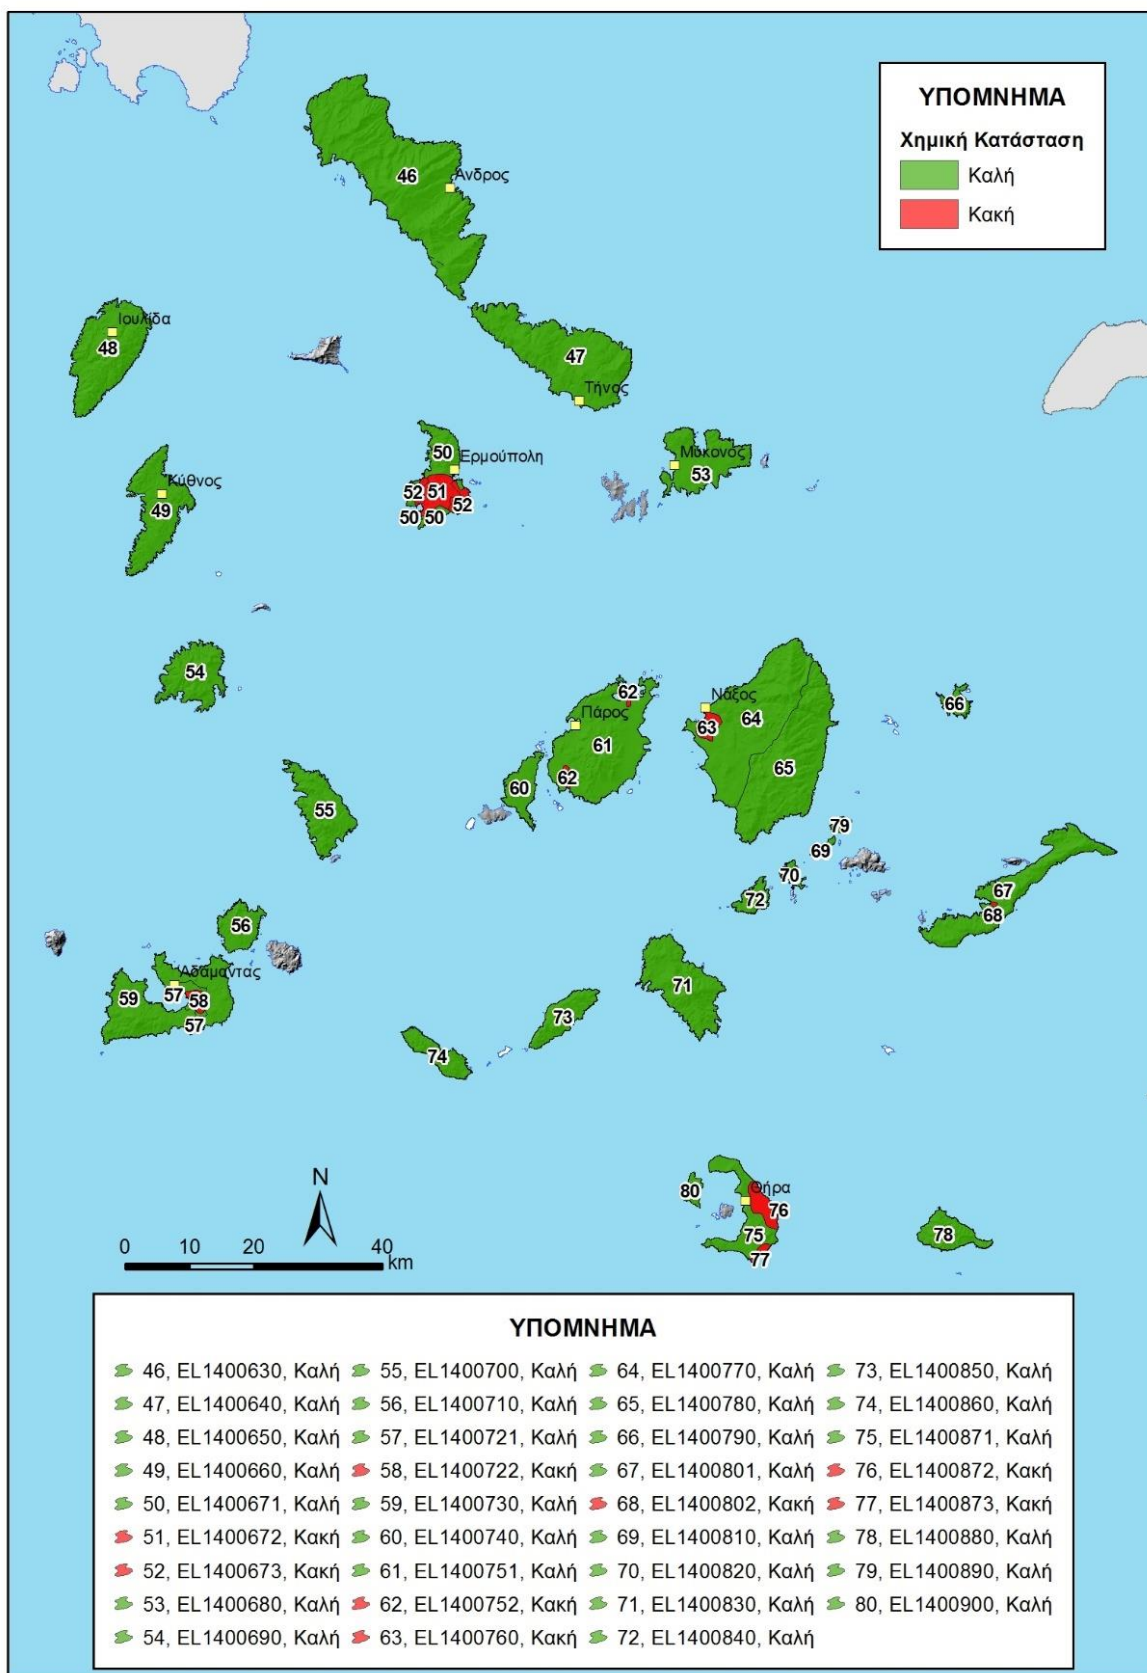 ΥΠΟΜΝΗΜΑ
Χημική Κατάσταση
Καλή
Κακή
46
Άνδρος
Ιουλίδα
48
47
Τήνος
50
Ερμούπολη
Μύκονος
53
52
51
52
50
50
Κύθνος
49
54
62
Πάρος
61
62
60
Νάξος
63
64
65
66
55
79
69
70
72
67
68
56
Αδάμαντας
59
57
58
57
71
73
74
N
0 10 20 40
km
80
Θήρα
76
75
77
78
ΥΠΟΜΝΗΜΑ
46, EL1400630, Καλή 55, EL1400700, Καλή 64, EL1400770, Καλή 73, EL1400850, Καλή
47, EL1400640, Καλή 56, EL1400710, Καλή 65, EL1400780, Καλή 74, EL1400860, Καλή
48, EL1400650, Καλή 57, EL1400721, Καλή 66, EL1400790, Καλή 75, EL1400871, Καλή
49, EL1400660, Καλή 58, EL1400722, Κακή 67, EL1400801, Καλή 76, EL1400872, Κακή
50, EL1400671, Καλή 59, EL1400730, Καλή 68, EL1400802, Κακή 77, EL1400873, Κακή
51, EL1400672, Κακή 60, EL1400740, Καλή 69, EL1400810, Καλή 78, EL1400880, Καλή
52, EL1400673, Κακή 61, EL1400751, Καλή 70, EL1400820, Καλή 79, EL1400890, Καλή
53, EL1400680, Καλή 62, EL1400752, Κακή 71, EL1400830, Καλή 80, EL1400900, Καλή
54, EL1400690, Καλή 63, EL1400760, Κακή 72, EL1400840, Καλή